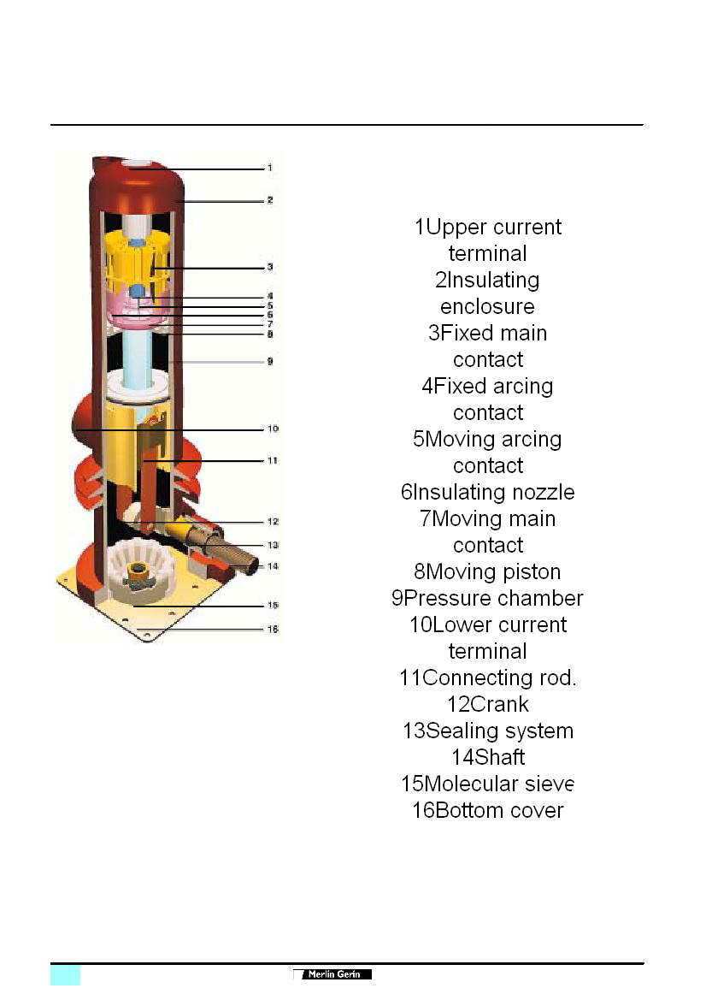 1
2
3
4
5
6
7
8
9
10
11
12
13
14
15
16
1Upper current
terminal
2Insulating
enclosure
3Fixed main
contact
4Fixed arcing
contact
5Moving arcing
contact
6Insulating nozzle
7Moving main
contact
8Moving piston
9Pressure chamber
10Lower current
terminal
11Connecting rod.
12Crank
13Sealing system
14Shaft
15Molecular sieve
16Bottom cover
Merlin Gerin